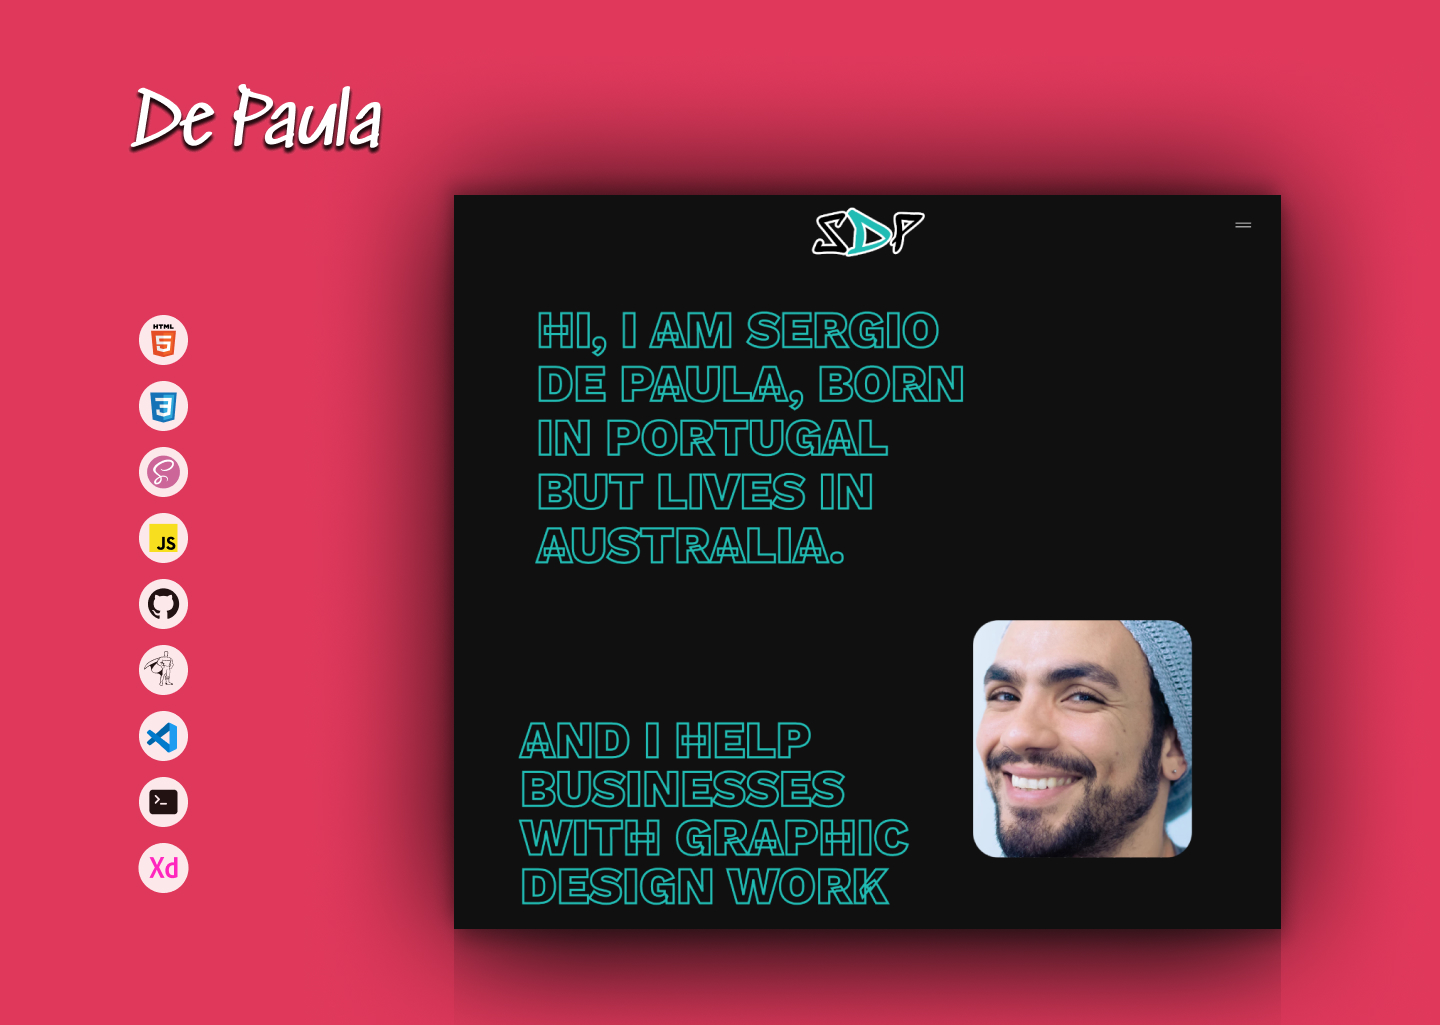 De Paula
SDP
HI, I AM SERGIO
DE PAULA, BORN
IN PORTUGAL
BUT LIVES IN
AUSTRALIA.
HTML
5
3
JS
>_
Xd
AND I HELP
BUSINESSES
WITH GRAPHIC
DESIGN WORK